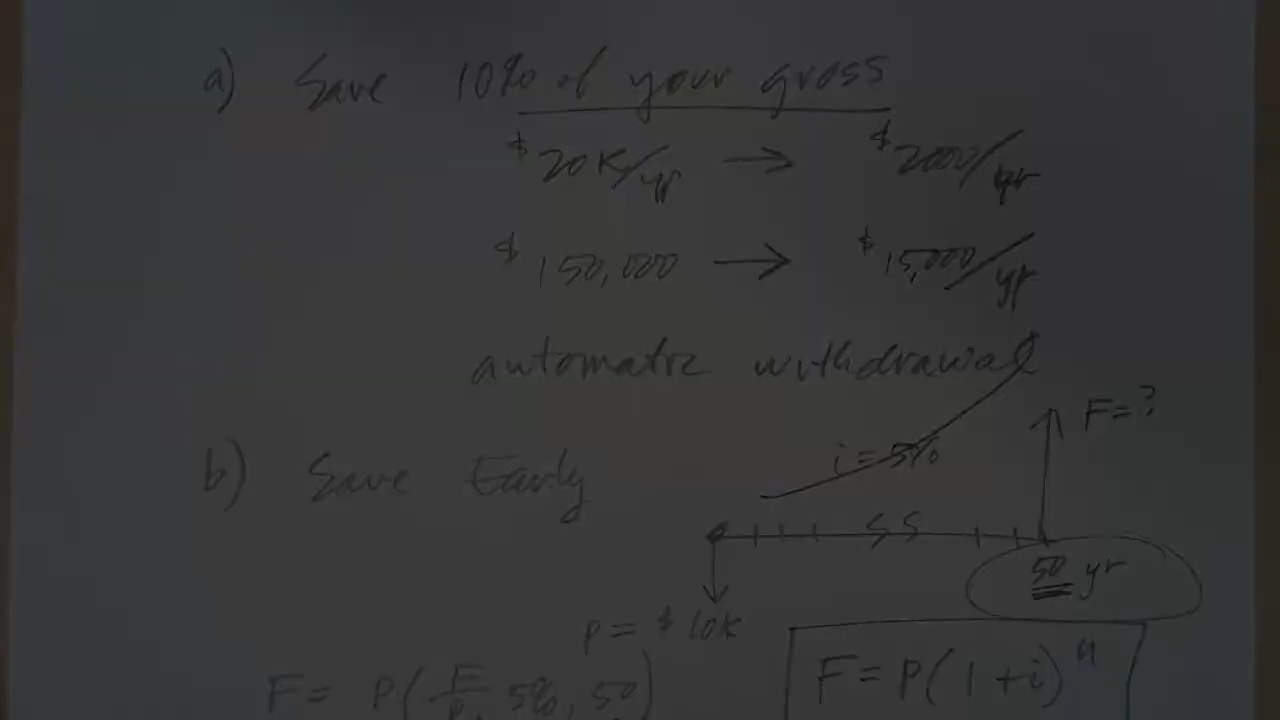 a) Save 10% of your gross
$20K/yr → $2000/yr
$150,000 → $15,000/yr
automatic withdrawal
F=?
i = 5%
b) Save Early
50 yr
P = $10K
F = P(1+i)^n
F = P(F/P, 5%, 50)